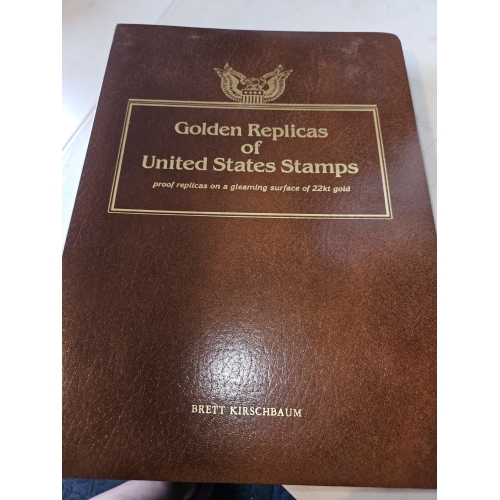 Golden Replicas
of
United States Stamps
proof replicas on a gleaming surface of 22kt gold
BRETT KIRSCHBAUM